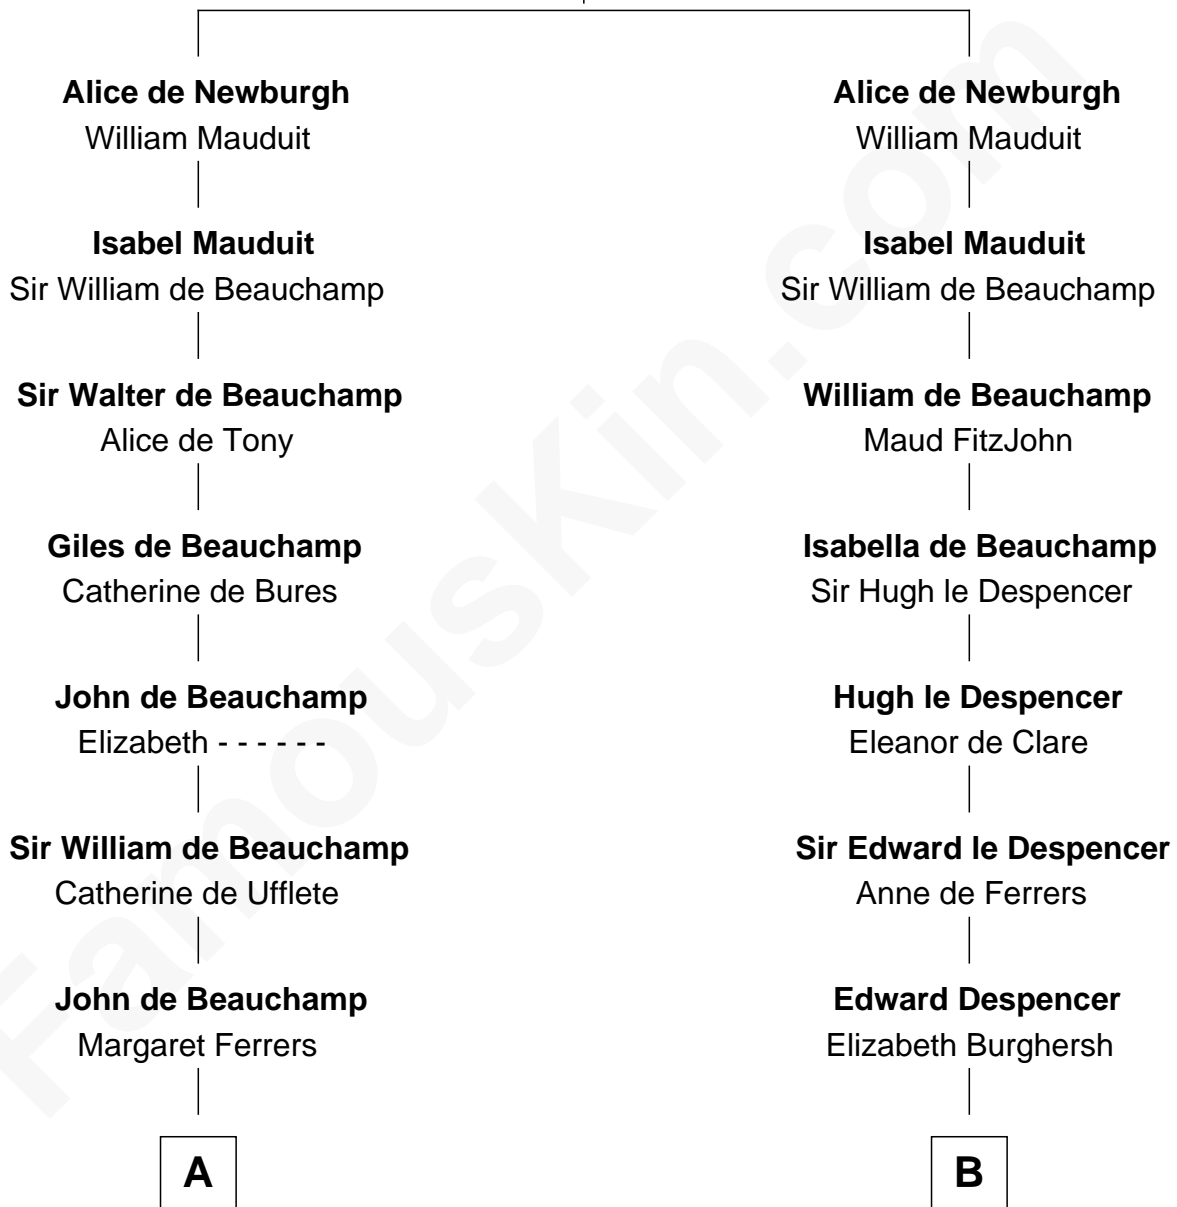 Alice de Newburgh
William Mauduit
Isabel Mauduit
Sir William de Beauchamp
Sir Walter de Beauchamp
Alice de Tony
Giles de Beauchamp
Catherine de Bures
John de Beauchamp
Elizabeth - - - - - -
Sir William de Beauchamp
Catherine de Ufflete
John de Beauchamp
Margaret Ferrers
A
Alice de Newburgh
William Mauduit
Isabel Mauduit
Sir William de Beauchamp
William de Beauchamp
Maud FitzJohn
Isabella de Beauchamp
Sir Hugh le Despencer
Hugh le Despencer
Eleanor de Clare
Sir Edward le Despencer
Anne de Ferrers
Edward Despencer
Elizabeth Burghersh
B
FamousKin.com